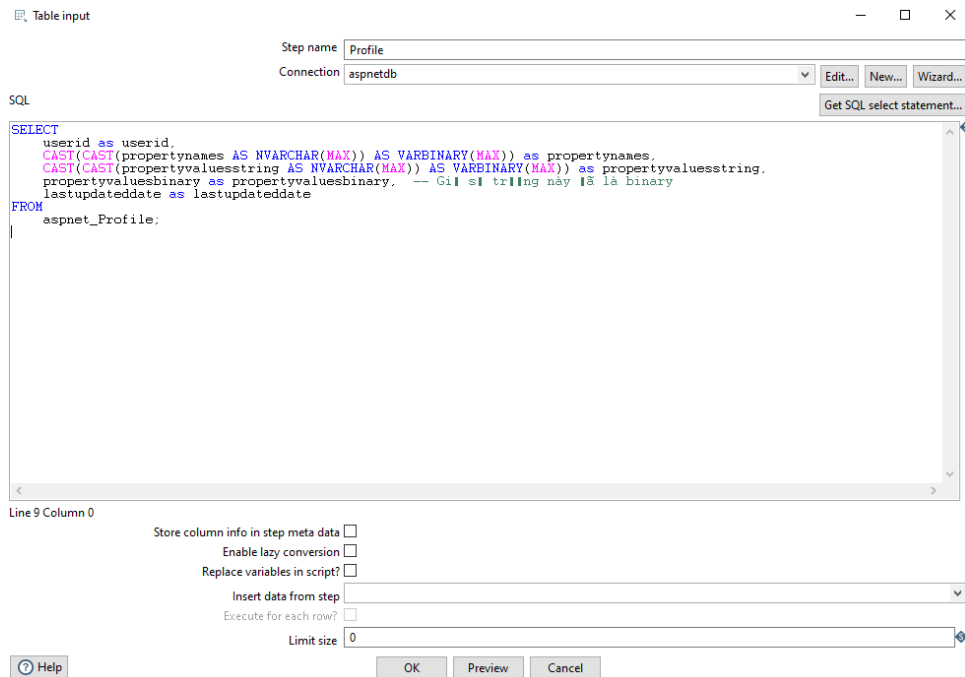 Table input
Step name Profile
Connection aspnetdb Edit... New... Wizard...
SQL Get SQL select statement...
SELECT
userid as userid,
CAST(CAST(propertynames AS NVARCHAR(MAX)) AS VARBINARY(MAX)) as propertynames,
CAST(CAST(propertyvaluesstring AS NVARCHAR(MAX)) AS VARBINARY(MAX)) as propertyvaluesstring,
propertyvaluesbinary as propertyvaluesbinary, -- này là binary
lastupdateddate as lastupdateddate
FROM
aspnet_Profile;
Line 9 Column 0
Store column info in step meta data
Enable lazy conversion
Replace variables in script?
Insert data from step
Execute for each row?
Limit size 0
Help OK Preview Cancel